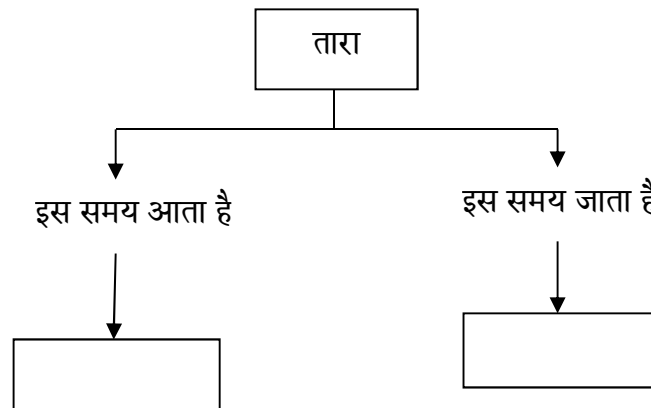 तारा
इस समय आता है
इस समय जाता है